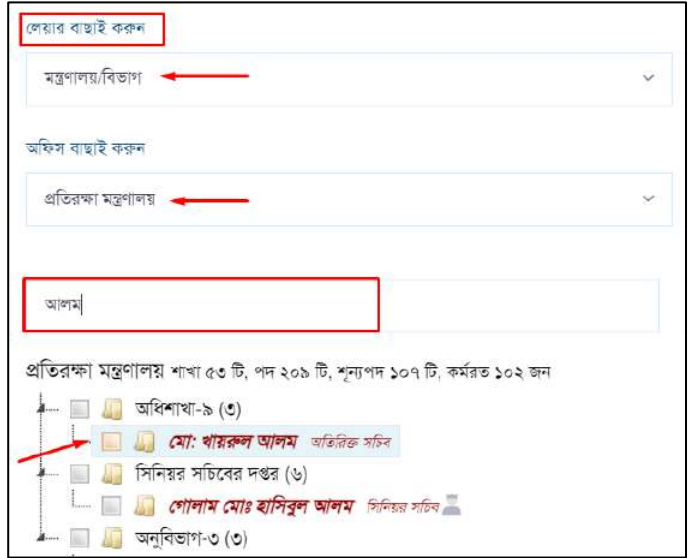 লেয়ার বাছাই করুন
মন্ত্রণালয়/বিভাগ
অফিস বাছাই করুন
প্রতিরক্ষা মন্ত্রণালয়
আলম
প্রতিরক্ষা মন্ত্রণালয় শাখা ৫৩ টি, পদ ২০৯ টি, শূন্যপদ ১০৭ টি, কর্মরত ১০২ জন
অধিশাখা-৯ (৩)
মো: খায়রুল আলম অতিরিক্ত সচিব
সিনিয়র সচিবের দপ্তর (৬)
গোলাম মোঃ হাসিবুল আলম সিনিয়র সচিব
অনুবিভাগ-৩ (৩)